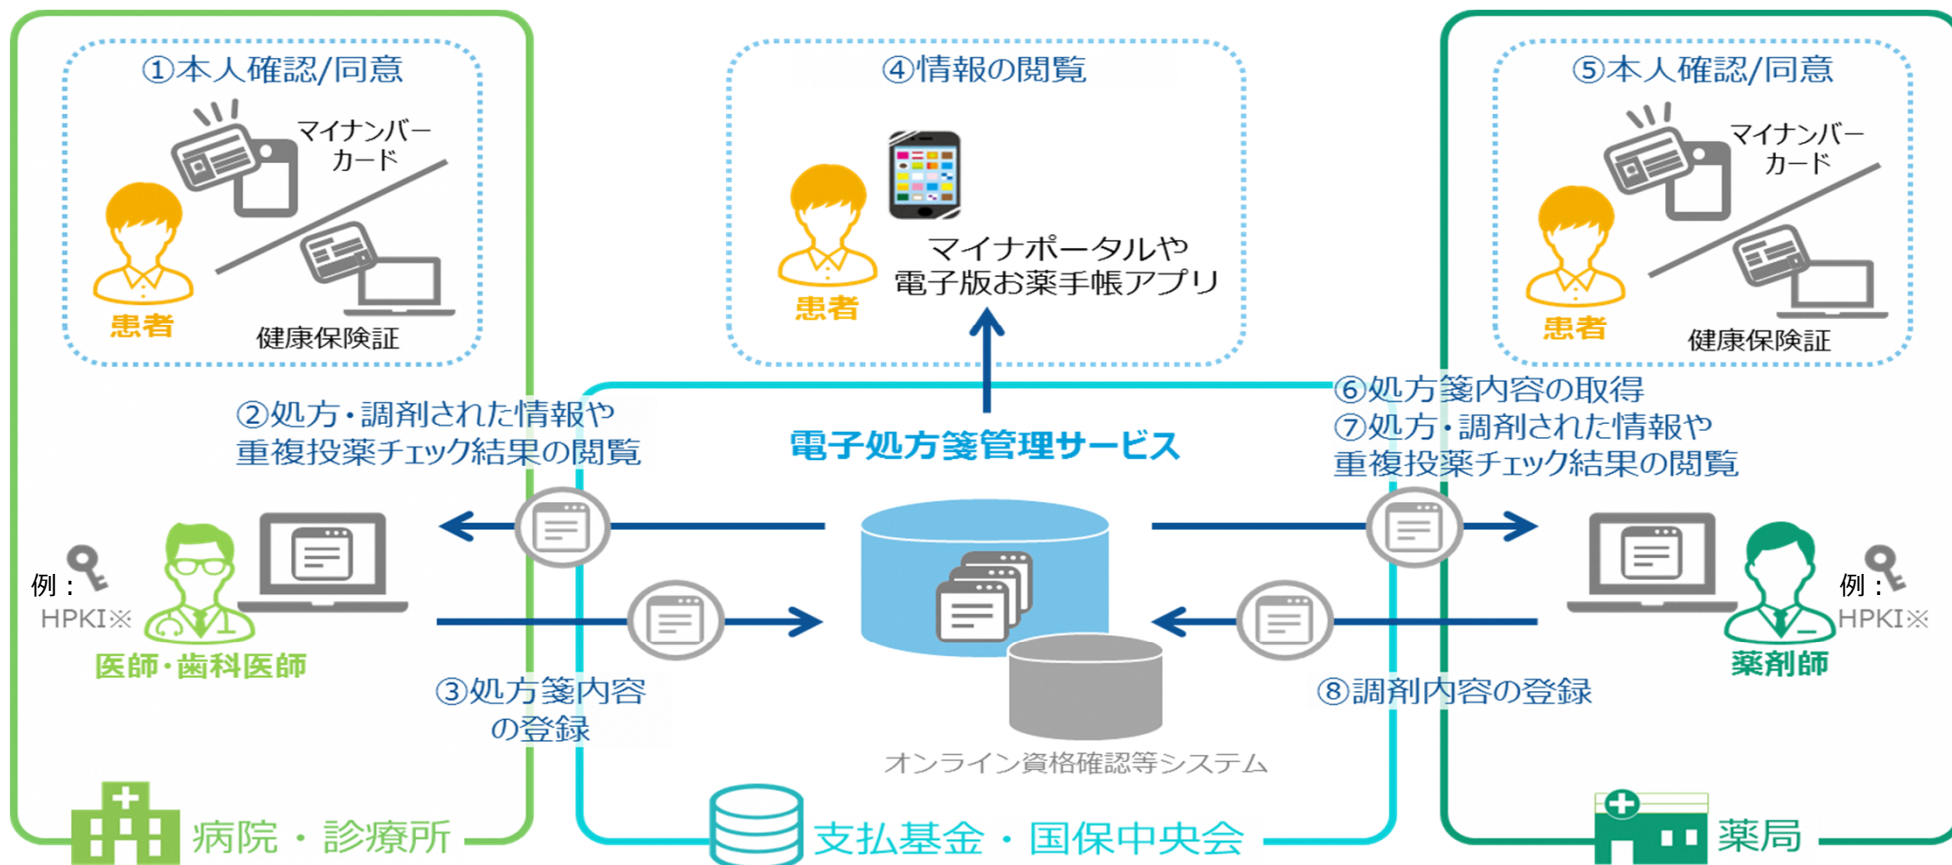 ①本人確認/同意
マイナンバー
カード
患者
健康保険証
②処方・調剤された情報や
重複投薬チェック結果の閲覧
例：
HPKI※
医師・歯科医師
③処方箋内容
の登録
病院・診療所
④情報の閲覧
マイナポータルや
電子版お薬手帳アプリ
患者
電子処方箋管理サービス
オンライン資格確認等システム
支払基金・国保中央会
⑤本人確認/同意
マイナンバー
カード
患者
健康保険証
⑥処方箋内容の取得
⑦処方・調剤された情報や
重複投薬チェック結果の閲覧
例：
HPKI※
薬剤師
⑧調剤内容の登録
薬局